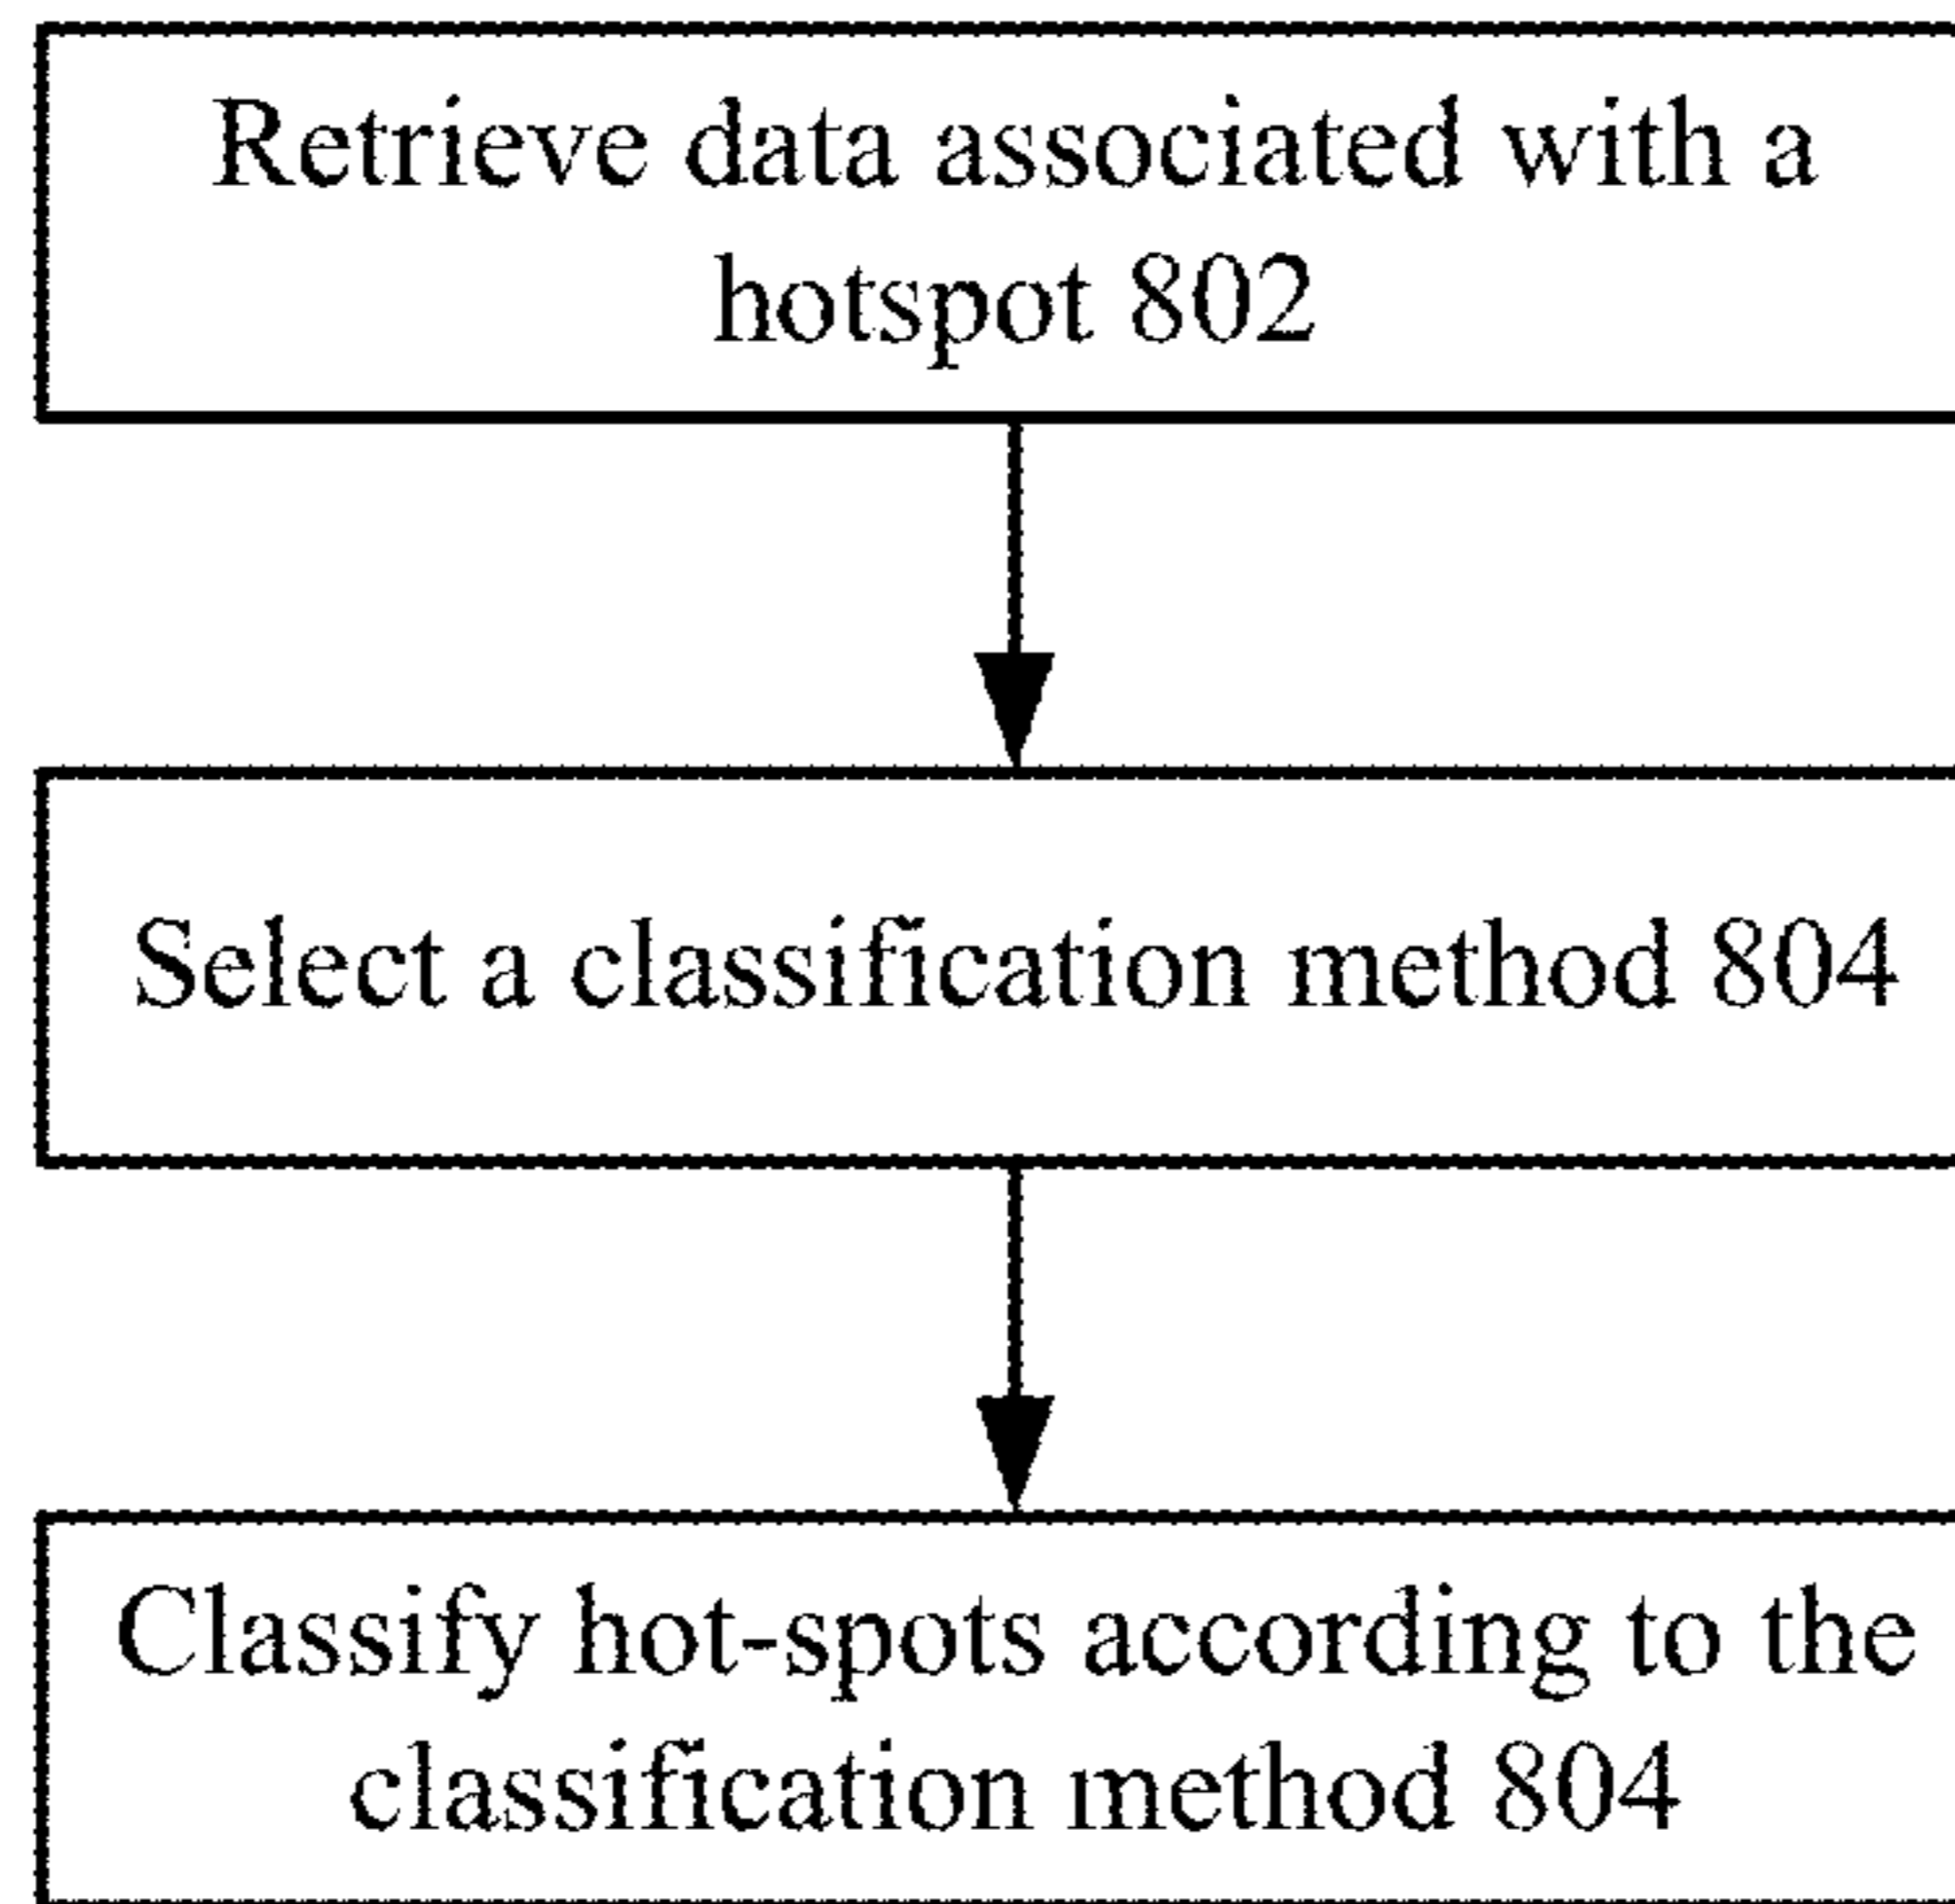 Retrieve data associated with a
hotspot 802
Select a classification method 804
Classify hot-spots according to the
classification method 804